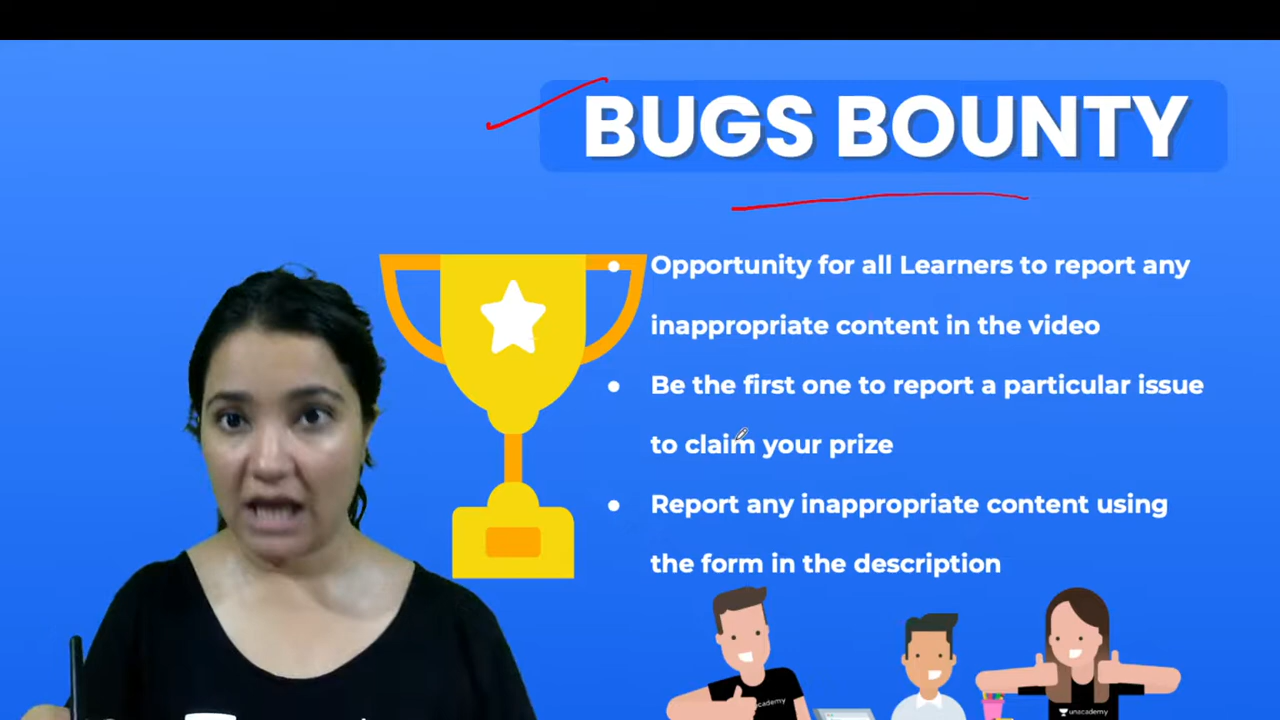 BUGS BOUNTY
Opportunity for all Learners to report any
inappropriate content in the video
Be the first one to report a particular issue
to claim your prize
Report any inappropriate content using
the form in the description
unacademy